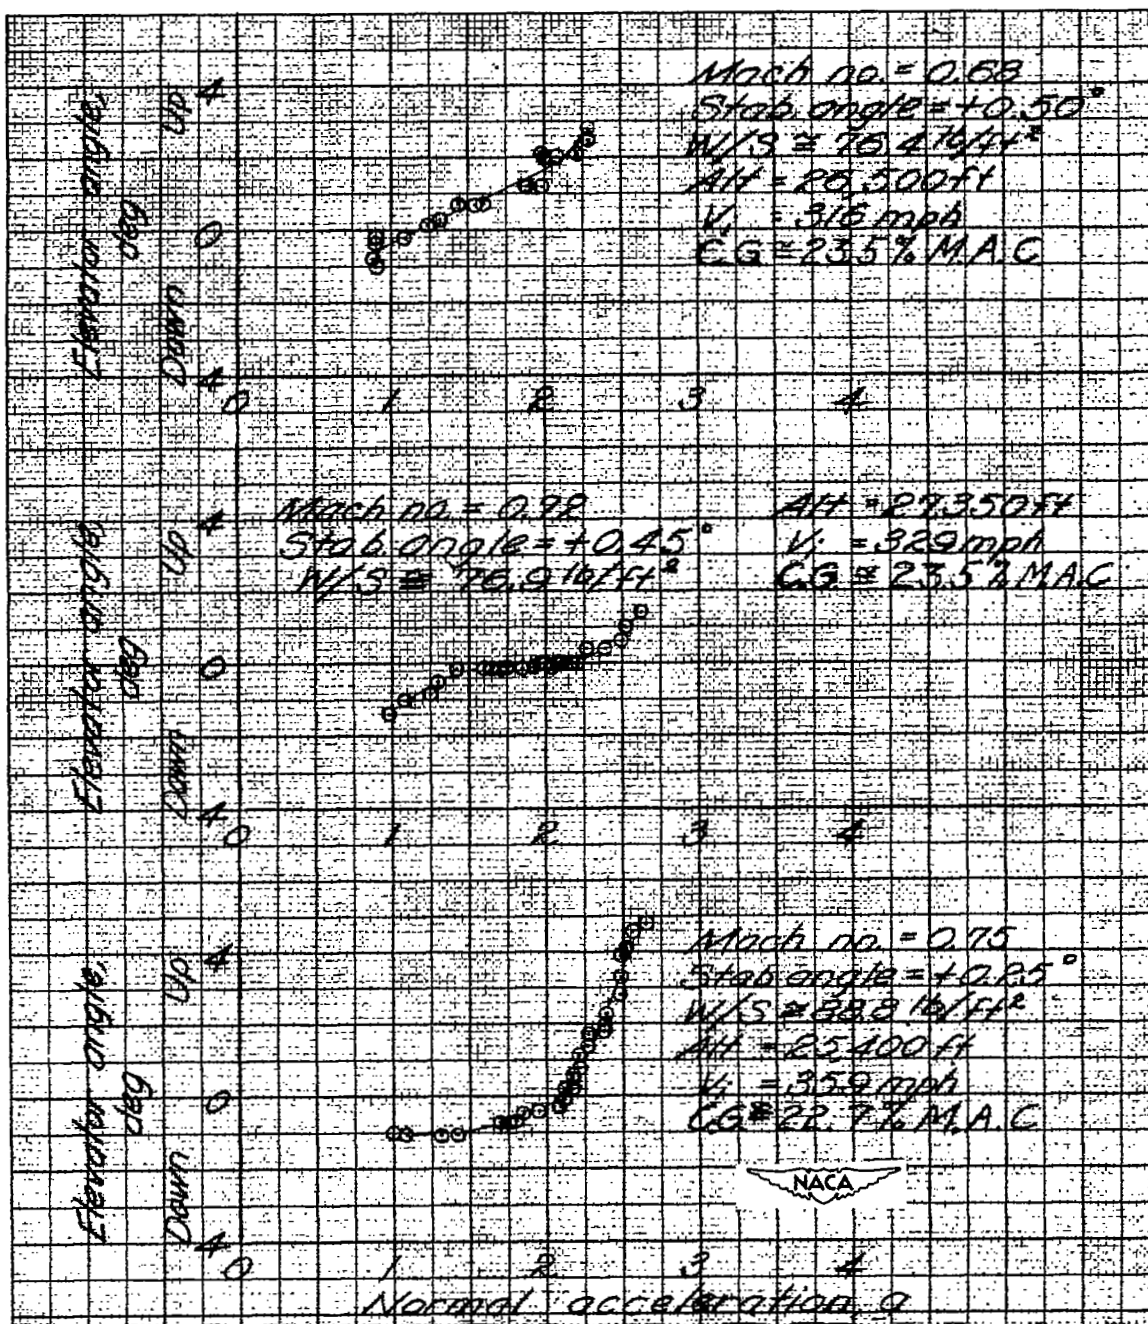 Mach no. = 0.68
Stab. angle = +0.50°
W/S ≅ 76.4 lb/ft²
Alt = 26,500 ft
Vi = 316 mph
C.G ≅ 23.5% M.A.C
Elevator angle,
deg
Down Up
4
0
4
0 1 2 3 4
Mach no. = 0.72
Stab. angle = +0.45°
W/S ≅ 76.9 lb/ft²
Alt = 27,350 ft
Vi = 329 mph
C.G. ≅ 23.5% M.A.C
Elevator angle,
deg
Down Up
4
0
4
0 1 2 3 4
Mach no. = 0.75
Stab angle = +0.25°
W/S ≅ 88.8 lb/ft²
Alt = 25,400 ft
Vi = 359 mph
C.G ≅ 22.7% M.A.C
NACA
Elevator angle,
deg
Down Up
4
0
4
0 1 2 3 4
Normal acceleration, g